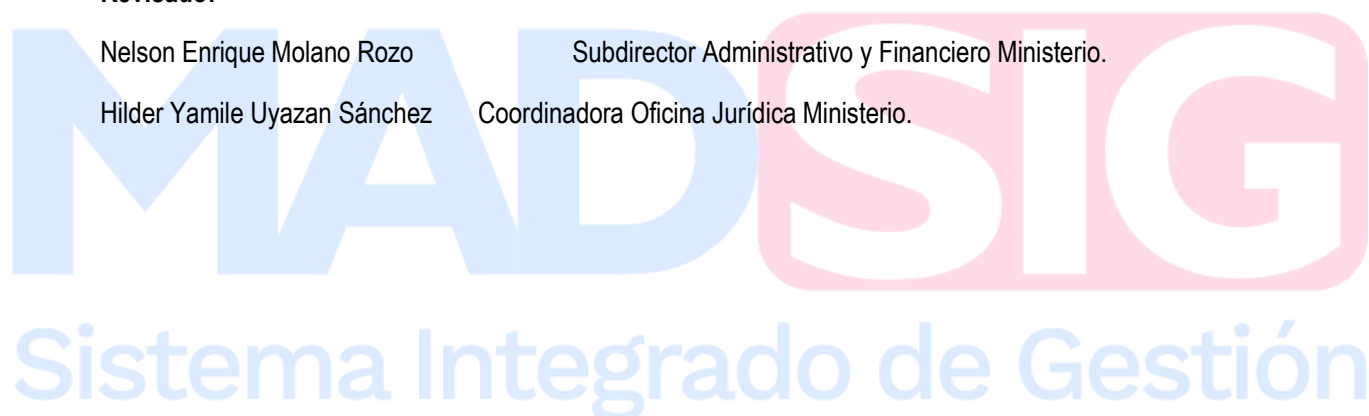 Revisado:
Nelson Enrique Molano Rozo Subdirector Administrativo y Financiero Ministerio.
Hilder Yamile Uyazan Sánchez Coordinadora Oficina Jurídica Ministerio.
MADSIG
Sistema Integrado de Gestión